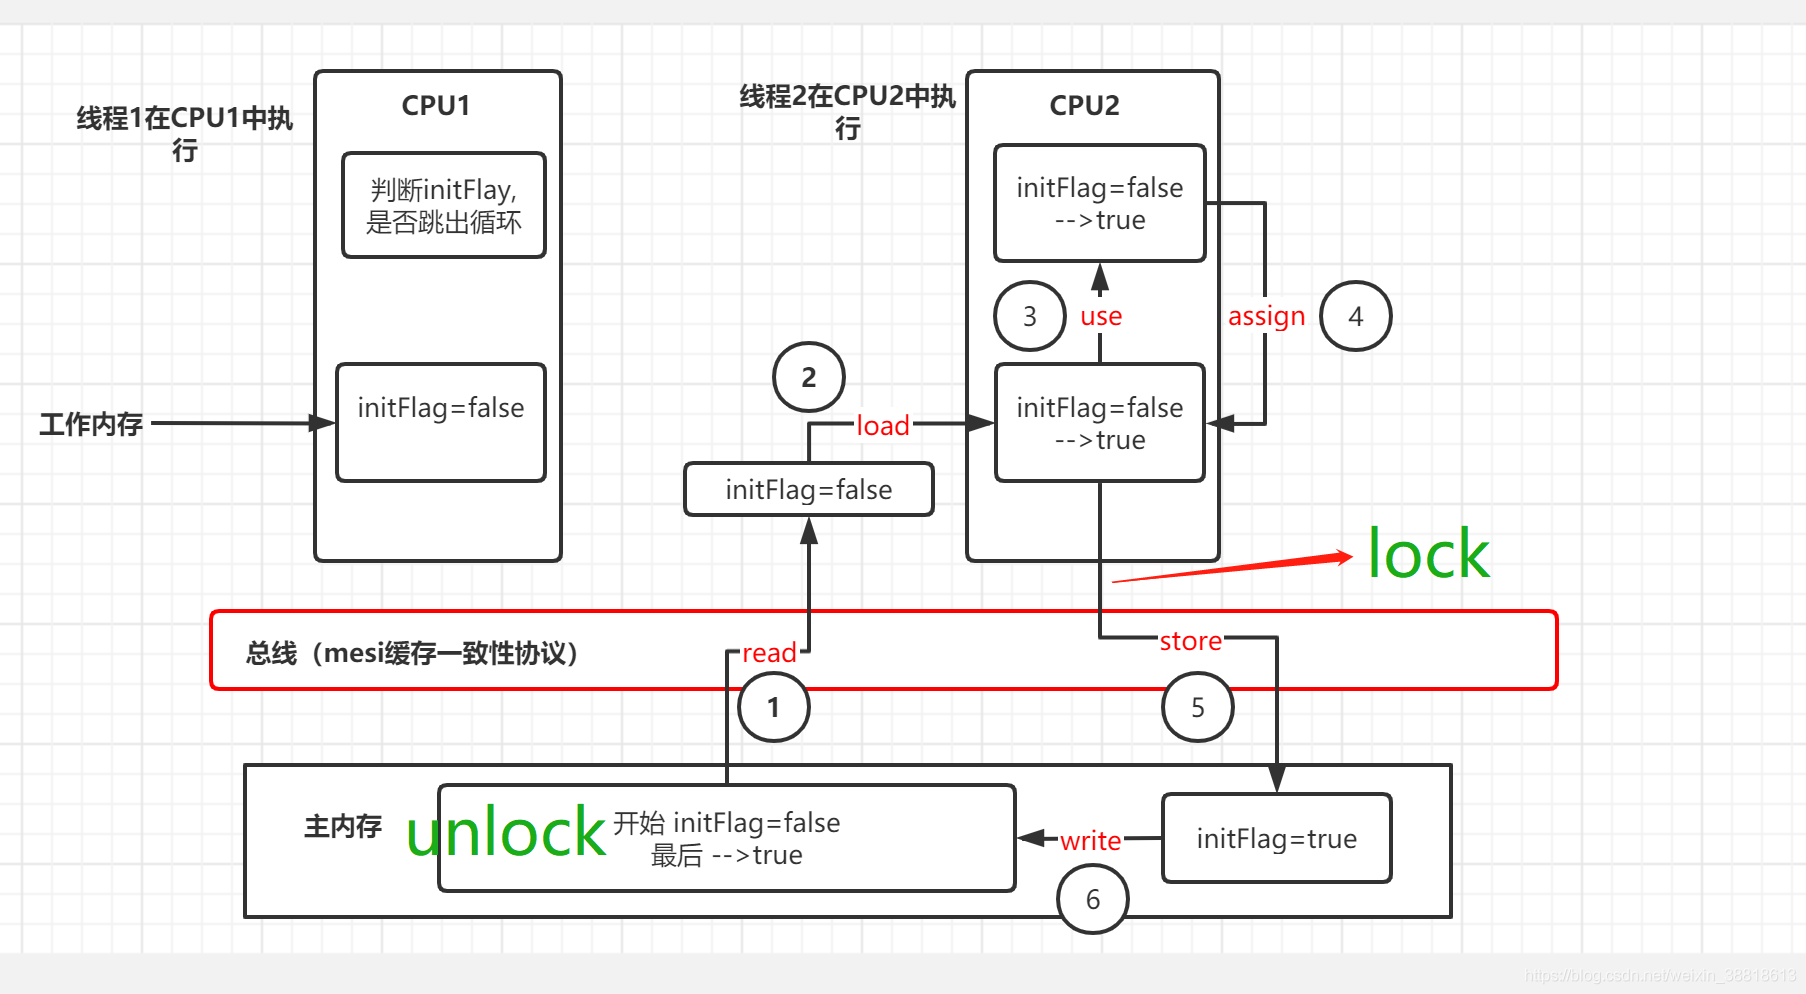 线程1在CPU1中执
行
CPU1
判断initFlay,
是否跳出循环
工作内存
initFlag=false
线程2在CPU2中执
行
CPU2
initFlag=false
-->true
3
use
assign
4
2
load
initFlag=false
-->true
initFlag=false
lock
总线（mesi缓存一致性协议）
read
store
1
5
主内存
unlock
开始 initFlag=false
最后 -->true
write
initFlag=true
6
https://blog.csdn.net/weixin_38818613